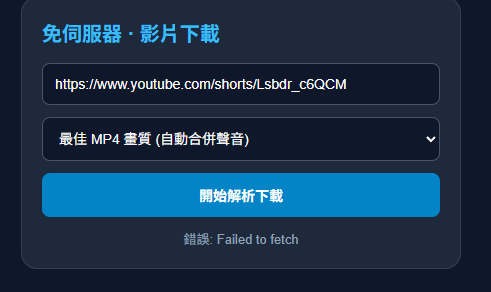 免伺服器 · 影片下載
https://www.youtube.com/shorts/Lsbdr_c6QCM
最佳 MP4 畫質 (自動合併聲音)
開始解析下載
錯誤: Failed to fetch